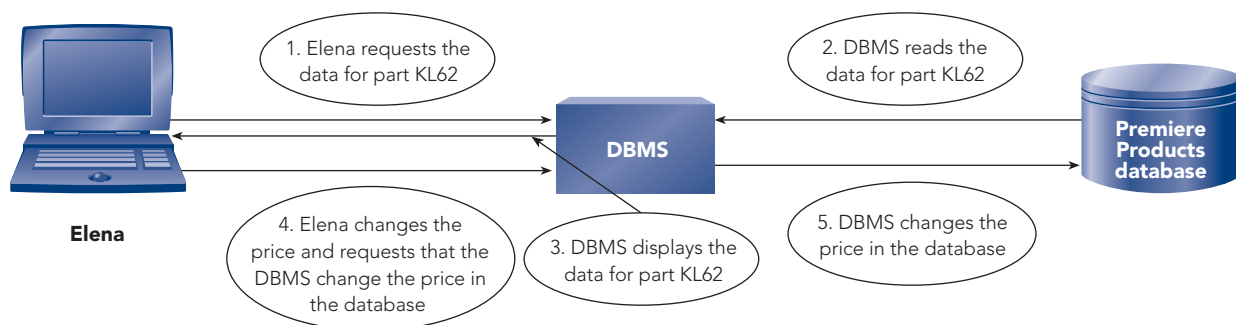 1. Elena requests the
data for part KL62
2. DBMS reads the
data for part KL62
DBMS
Premiere
Products
database
Elena
4. Elena changes the
price and requests that the
DBMS change the price in
the database
3. DBMS displays the
data for part KL62
5. DBMS changes the
price in the database